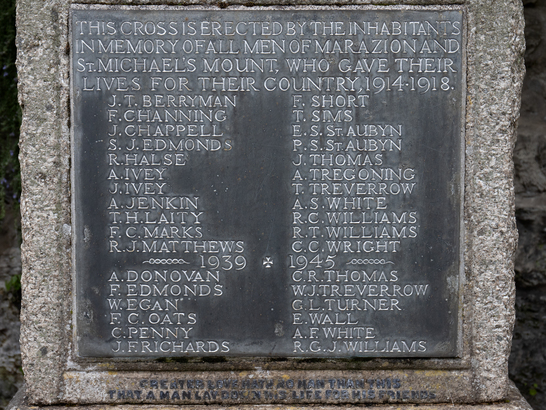 THIS CROSS IS ERECTED BY THE INHABITANTS
IN MEMORY OF ALL MEN OF MARAZION AND
ST. MICHAEL'S MOUNT, WHO GAVE THEIR
LIVES FOR THEIR COUNTRY, 1914-1918.
J. T. BERRYMAN
F. CHANNING
J. CHAPPELL
S. J. EDMONDS
R. HALSE
A. IVEY
J. IVEY
A. JENKIN
T. H. LAITY
F. C. MARKS
R. J. MATTHEWS
F. SHORT
T. SIMS
E. S. ST. AUBYN
P. S. ST. AUBYN
J. THOMAS
A. TREGONING
T. TREVERROW
A. S. WHITE
R. C. WILLIAMS
R. T. WILLIAMS
C. C. WRIGHT
1939 1945
A. DONOVAN
F. EDMONDS
W. EGAN
F. C. OATS
C. PENNY
J. F. RICHARDS
C. R. THOMAS
W. J. TREVERROW
G. L. TURNER
E. WALL
A. F. WHITE
R. G. J. WILLIAMS
GREATER LOVE HATH NO MAN THAN THIS
THAT A MAN LAY DOWN HIS LIFE FOR HIS FRIENDS